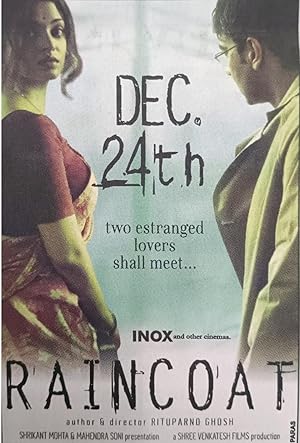 DEC.
24th
two estranged
lovers
shall meet...
INOX and other cinemas.
RAINCOAT
author & director RITUPARNO GHOSH
SHRIKANT MOHTA & MAHENDRA SONI presentation a SHREE VENKATESH FILMS production
ARAS